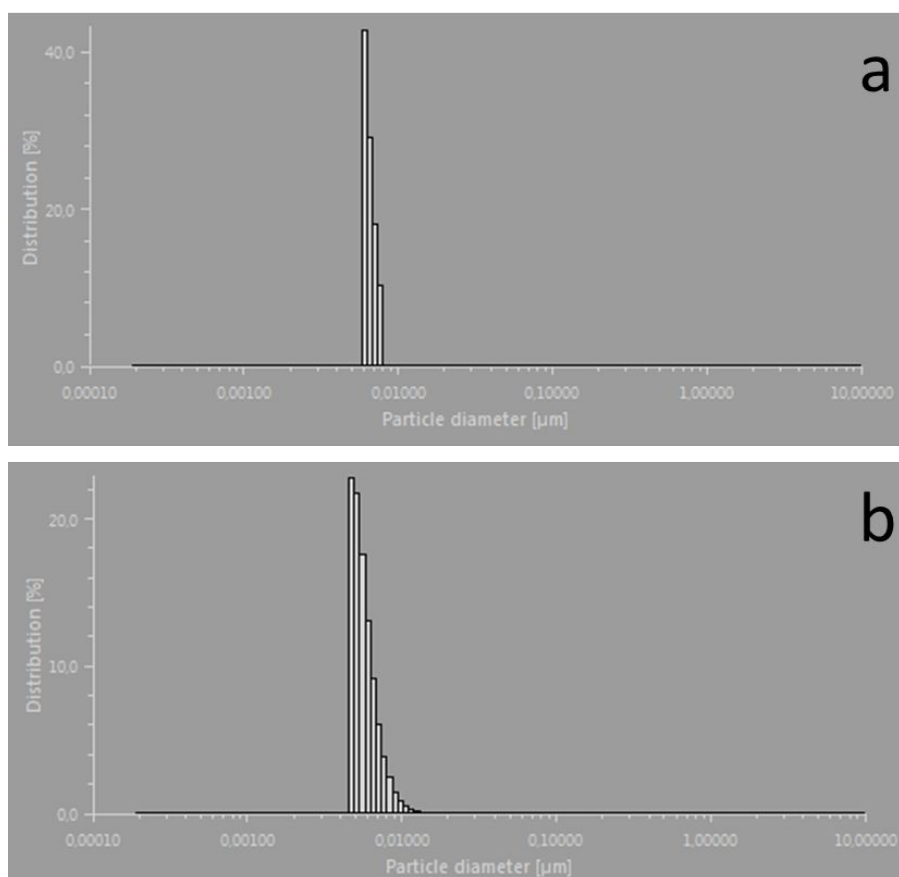 a
40,0
20,0
0,0
Distribution [%]
0,00010 0,00100 0,01000 0,10000 1,00000 10,00000
Particle diameter [µm]
b
20,0
10,0
0,0
Distribution [%]
0,00010 0,00100 0,01000 0,10000 1,00000 10,00000
Particle diameter [µm]